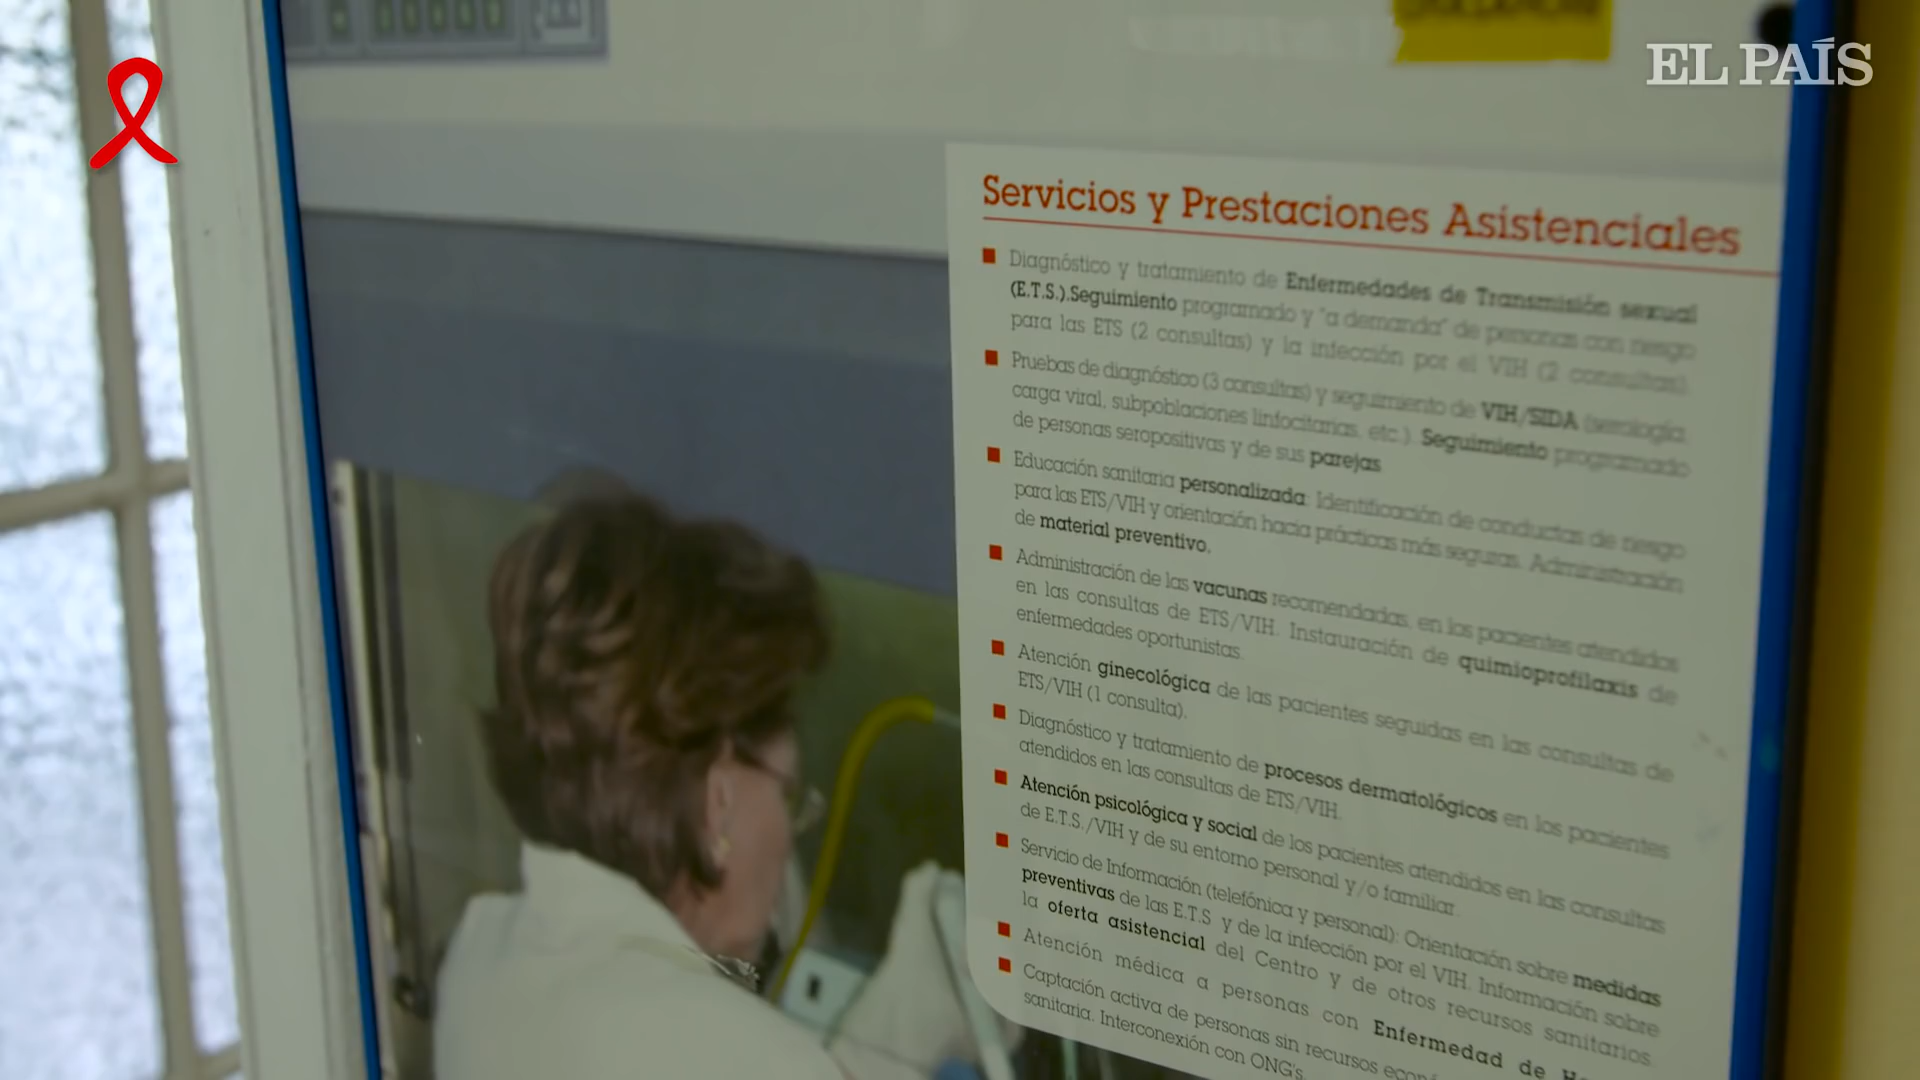 EL PAÍS
Servicios y Prestaciones Asistenciales
Diagnóstico y tratamiento de Enfermedades de Transmisión sexual
(E.T.S.).Seguimiento programado y "a demanda" de personas con riesgo
para las ETS (2 consultas) y la infección por el VIH (2 consultas).
Pruebas de diagnóstico (3 consultas) y seguimiento de VIH/SIDA (serología,
carga viral, subpoblaciones linfocitarias, etc.). Seguimiento programado
de personas seropositivas y de sus parejas
Educación sanitaria personalizada: Identificación de conductas de riesgo
para las ETS/VIH y orientación hacia prácticas más seguras. Administración
de material preventivo,
Administración de las vacunas recomendadas, en los pacientes atendidos
en las consultas de ETS/VIH. Instauración de quimioprofilaxis de
enfermedades oportunistas.
Atención ginecológica de las pacientes seguidas en las consultas de
ETS/VIH (1 consulta).
Diagnóstico y tratamiento de procesos dermatológicos en los pacientes
atendidos en las consultas de ETS/VIH.
Atención psicológica y social de los pacientes atendidos en las consultas
de E.T.S./VIH y de su entorno personal y/o familiar.
Servicio de Información (telefónica y personal): Orientación sobre medidas
preventivas de las E.T.S y de la infección por el VIH. Información sobre
la oferta asistencial del Centro y de otros recursos sanitarios.
Atención médica a personas con Enfermedad de
Captación activa de personas sin recursos
sanitaria. Interconexión con ONG's.